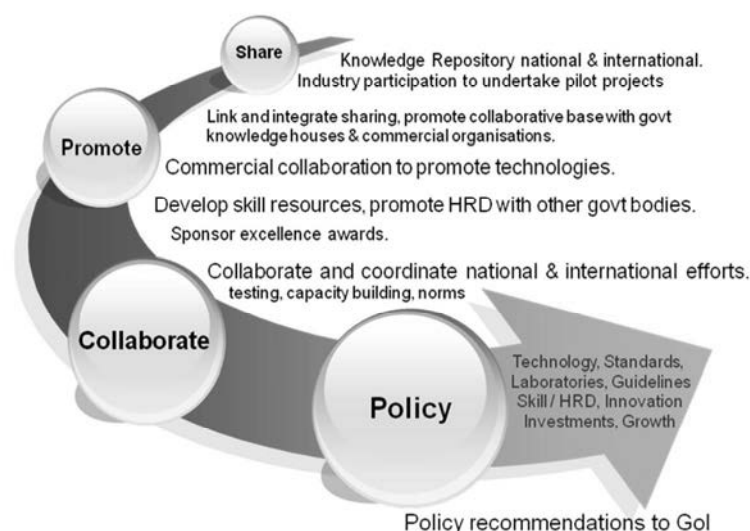 Share
Knowledge Repository national & international.
Industry participation to undertake pilot projects
Link and integrate sharing, promote collaborative base with govt
knowledge houses & commercial organisations.
Promote
Commercial collaboration to promote technologies.
Develop skill resources, promote HRD with other govt bodies.
Sponsor excellence awards.
Collaborate and coordinate national & international efforts.
testing, capacity building, norms
Collaborate
Policy
Technology, Standards,
Laboratories, Guidelines
Skill / HRD, Innovation
Investments, Growth
Policy recommendations to GoI